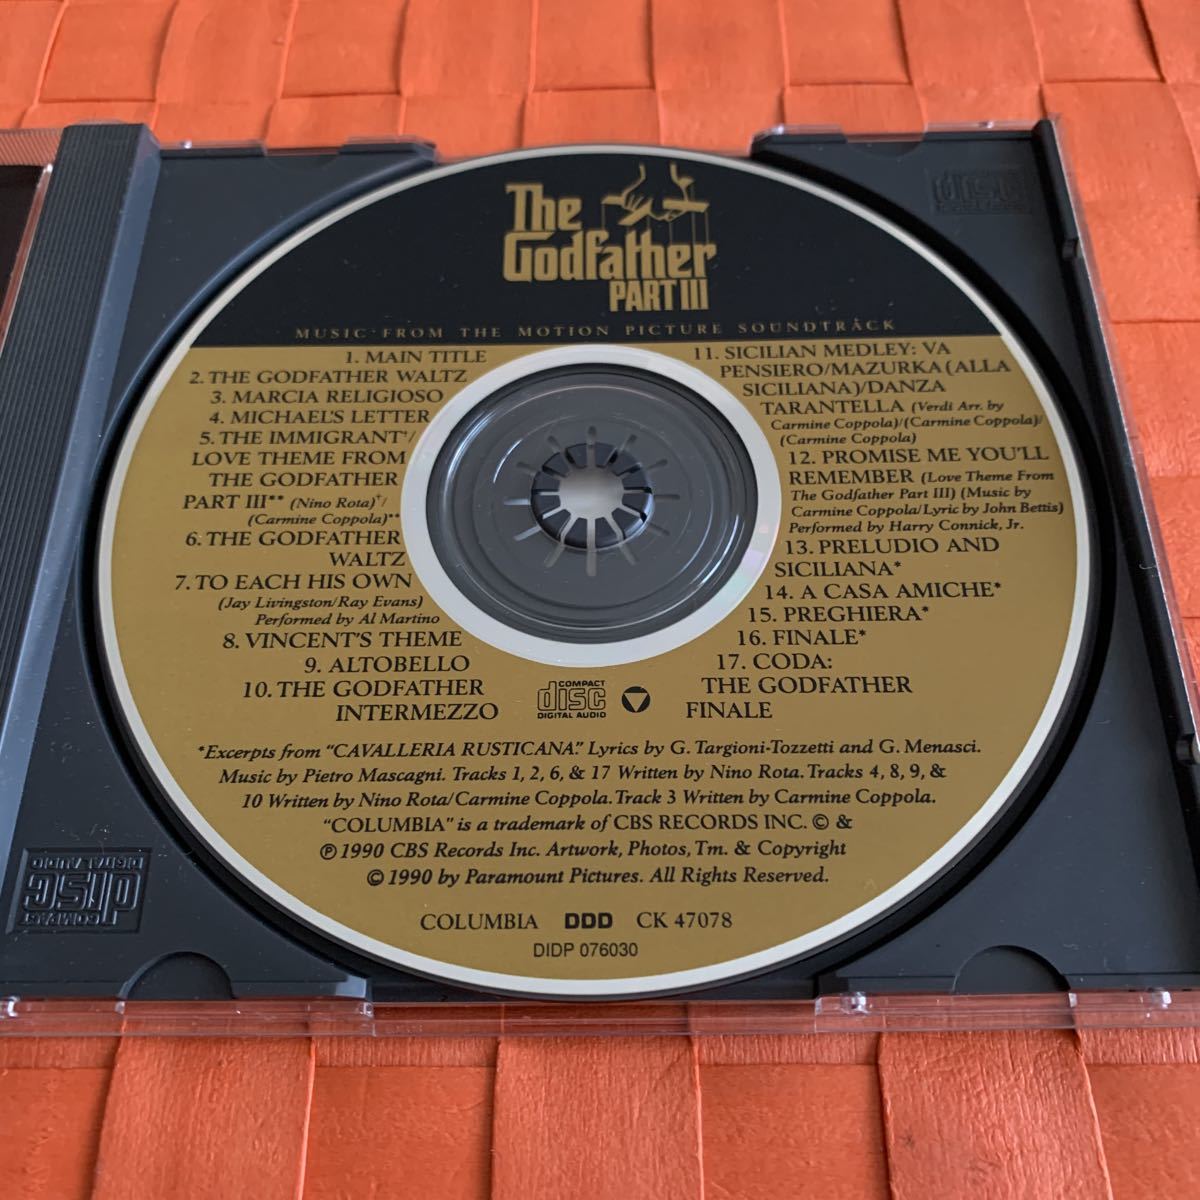 The
Godfather
PART III
MUSIC FROM THE MOTION PICTURE SOUNDTRACK
1. MAIN TITLE
2. THE GODFATHER WALTZ
3. MARCIA RELIGIOSO
4. MICHAEL'S LETTER
5. THE IMMIGRANT†/
LOVE THEME FROM
THE GODFATHER
PART III** (Nino Rota)†/
(Carmine Coppola)**
6. THE GODFATHER
WALTZ
7. TO EACH HIS OWN
(Jay Livingston/Ray Evans)
Performed by Al Martino
8. VINCENT'S THEME
9. ALTOBELLO
10. THE GODFATHER
INTERMEZZO
11. SICILIAN MEDLEY: VA
PENSIERO/MAZURKA (ALLA
SICILIANA)/DANZA
TARANTELLA (Verdi Arr. by
Carmine Coppola)/(Carmine Coppola)/
(Carmine Coppola)
12. PROMISE ME YOU'LL
REMEMBER (Love Theme From
The Godfather Part III) (Music by
Carmine Coppola/Lyric by John Bettis)
Performed by Harry Connick, Jr.
13. PRELUDIO AND
SICILIANA*
14. A CASA AMICHE*
15. PREGHIERA*
16. FINALE*
17. CODA:
THE GODFATHER
FINALE
COMPACT
disc
DIGITAL AUDIO
*Excerpts from "CAVALLERIA RUSTICANA." Lyrics by G. Targioni-Tozzetti and G. Menasci.
Music by Pietro Mascagni. Tracks 1, 2, 6, & 17 Written by Nino Rota. Tracks 4, 8, 9, &
10 Written by Nino Rota/Carmine Coppola. Track 3 Written by Carmine Coppola.
"COLUMBIA" is a trademark of CBS RECORDS INC. © &
℗ 1990 CBS Records Inc. Artwork, Photos, Tm. & Copyright
© 1990 by Paramount Pictures. All Rights Reserved.
COLUMBIA DDD CK 47078
DIDP 076030
COMPACT
disc
DIGITAL AUDIO
disc